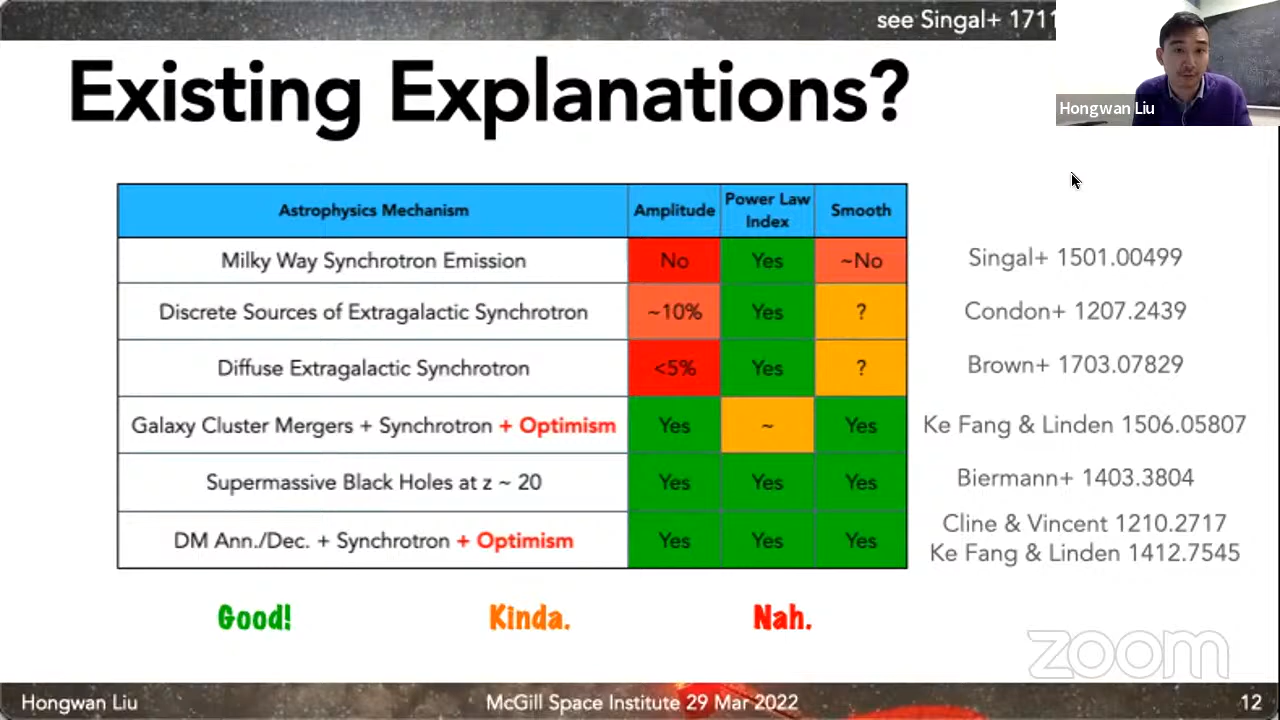 see Singal+ 1711
Existing Explanations?
Hongwan Liu
Astrophysics Mechanism Amplitude Power Law Index Smooth
Milky Way Synchrotron Emission No Yes ~No Singal+ 1501.00499
Discrete Sources of Extragalactic Synchrotron ~10% Yes ? Condon+ 1207.2439
Diffuse Extragalactic Synchrotron <5% Yes ? Brown+ 1703.07829
Galaxy Cluster Mergers + Synchrotron + Optimism Yes ~ Yes Ke Fang & Linden 1506.05807
Supermassive Black Holes at z ~ 20 Yes Yes Yes Biermann+ 1403.3804
DM Ann./Dec. + Synchrotron + Optimism Yes Yes Yes Cline & Vincent 1210.2717
Ke Fang & Linden 1412.7545
Good! Kinda. Nah.
zoom
Hongwan Liu McGill Space Institute 29 Mar 2022 12